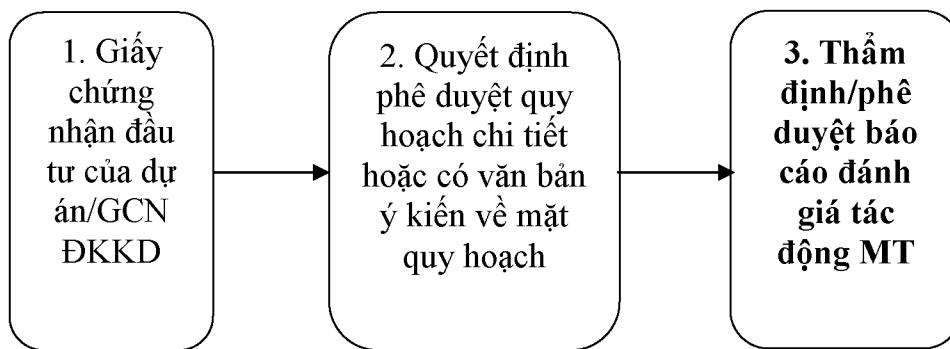 1. Giấy
chứng
nhận đầu
tư của dự
án/GCN
ĐKKD
2. Quyết định
phê duyệt quy
hoạch chi tiết
hoặc có văn bản
ý kiến về mặt
quy hoạch
3. Thẩm
định/phê
duyệt báo
cáo đánh
giá tác
động MT